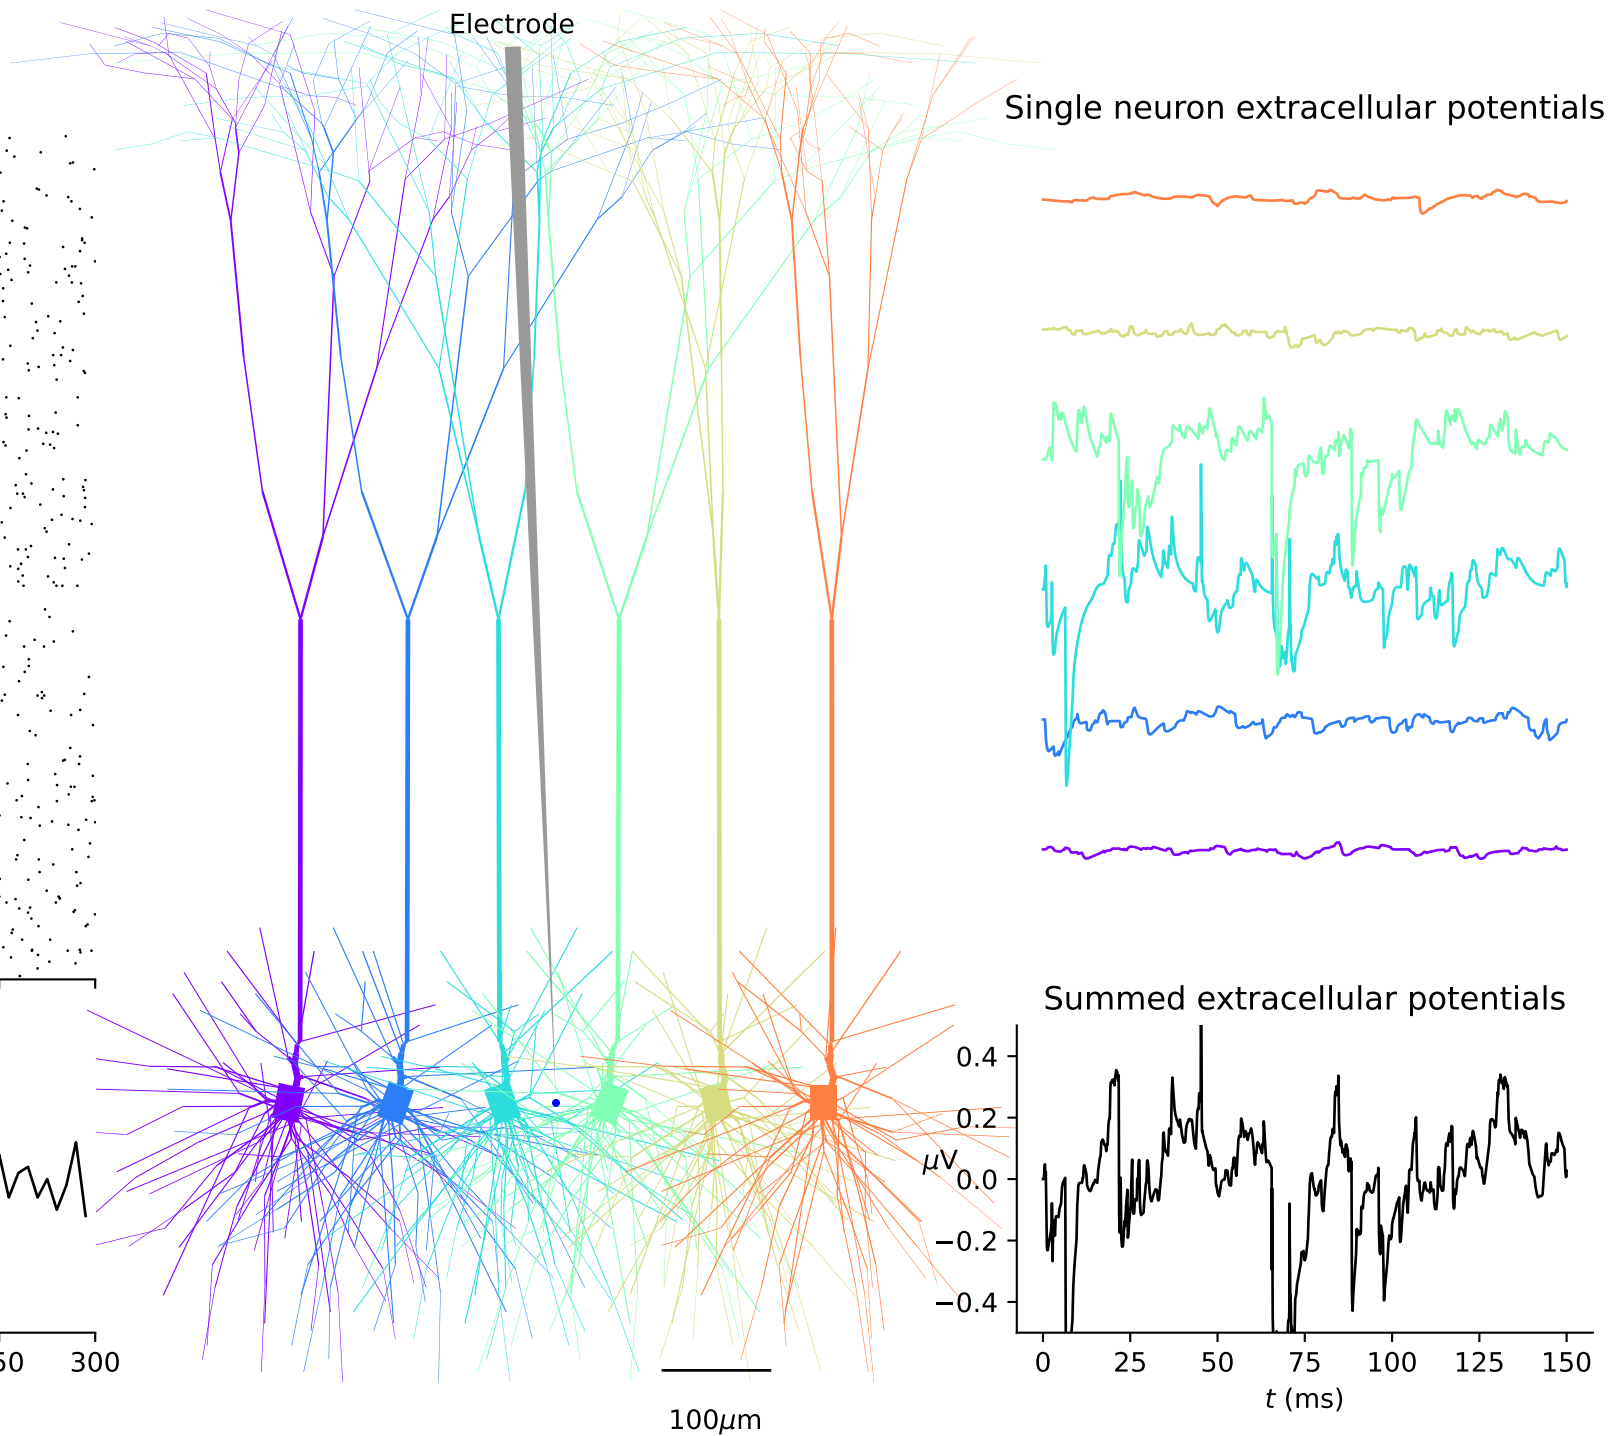 Electrode
Single neuron extracellular potentials
Summed extracellular potentials
0.4
0.2
μV
0.0
−0.2
−0.4
0 25 50 75 100 125 150
t (ms)
50 300
100μm